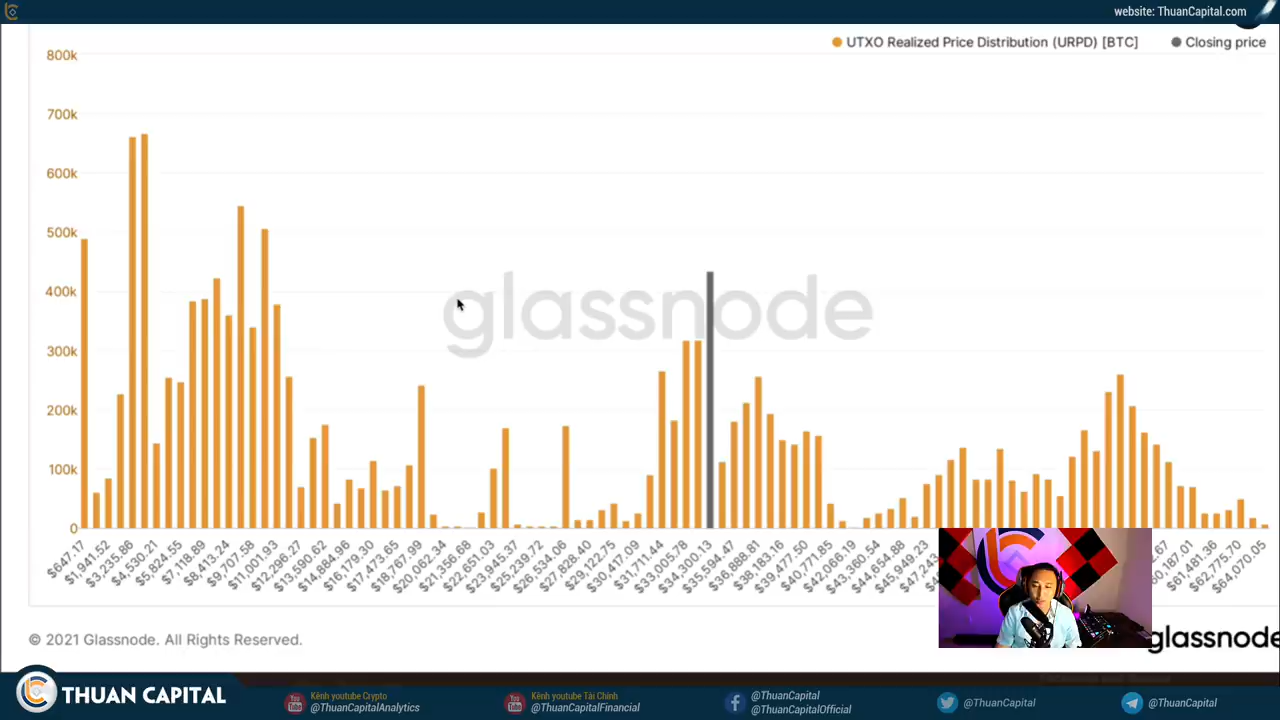 website: ThuanCapital.com
UTXO Realized Price Distribution (URPD) [BTC]
Closing price
800k
700k
600k
500k
400k
300k
200k
100k
0
glassnode
$647.17
$1,941.52
$3,235.86
$4,530.21
$5,824.55
$7,118.89
$8,413.24
$9,707.58
$11,001.93
$12,296.27
$13,590.62
$14,884.96
$16,179.30
$17,473.65
$18,767.99
$20,062.34
$21,356.68
$22,651.03
$23,945.37
$25,239.72
$26,534.06
$27,828.40
$29,122.75
$30,417.09
$31,711.44
$33,005.78
$34,300.13
$35,594.47
$36,888.81
$38,183.16
$39,477.50
$40,771.85
$42,066.19
$43,360.54
$44,654.88
$45,949.23
$61,481.36
$62,775.70
$64,070.05
© 2021 Glassnode. All Rights Reserved.
glassnode
THUAN CAPITAL
Kênh youtube Crypto
@ThuanCapitalAnalytics
Kênh youtube Tài Chính
@ThuanCapitalFinancial
@ThuanCapital
@ThuanCapitalOfficial
@ThuanCapital
@ThuanCapital